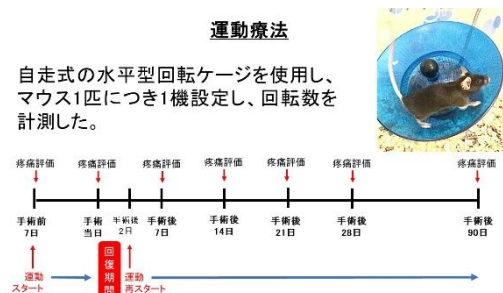 運動療法
自走式の水平型回転ケージを使用し、
マウス1匹につき1機設定し、回転数を
計測した。
疼痛評価 疼痛評価 疼痛評価 疼痛評価 疼痛評価 疼痛評価 疼痛評価
手術前
7日
手術
当日
手術後
2日
手術後
7日
手術後
14日
手術後
21日
手術後
28日
手術後
90日
運動
スタート
回復期間
運動
再スタート